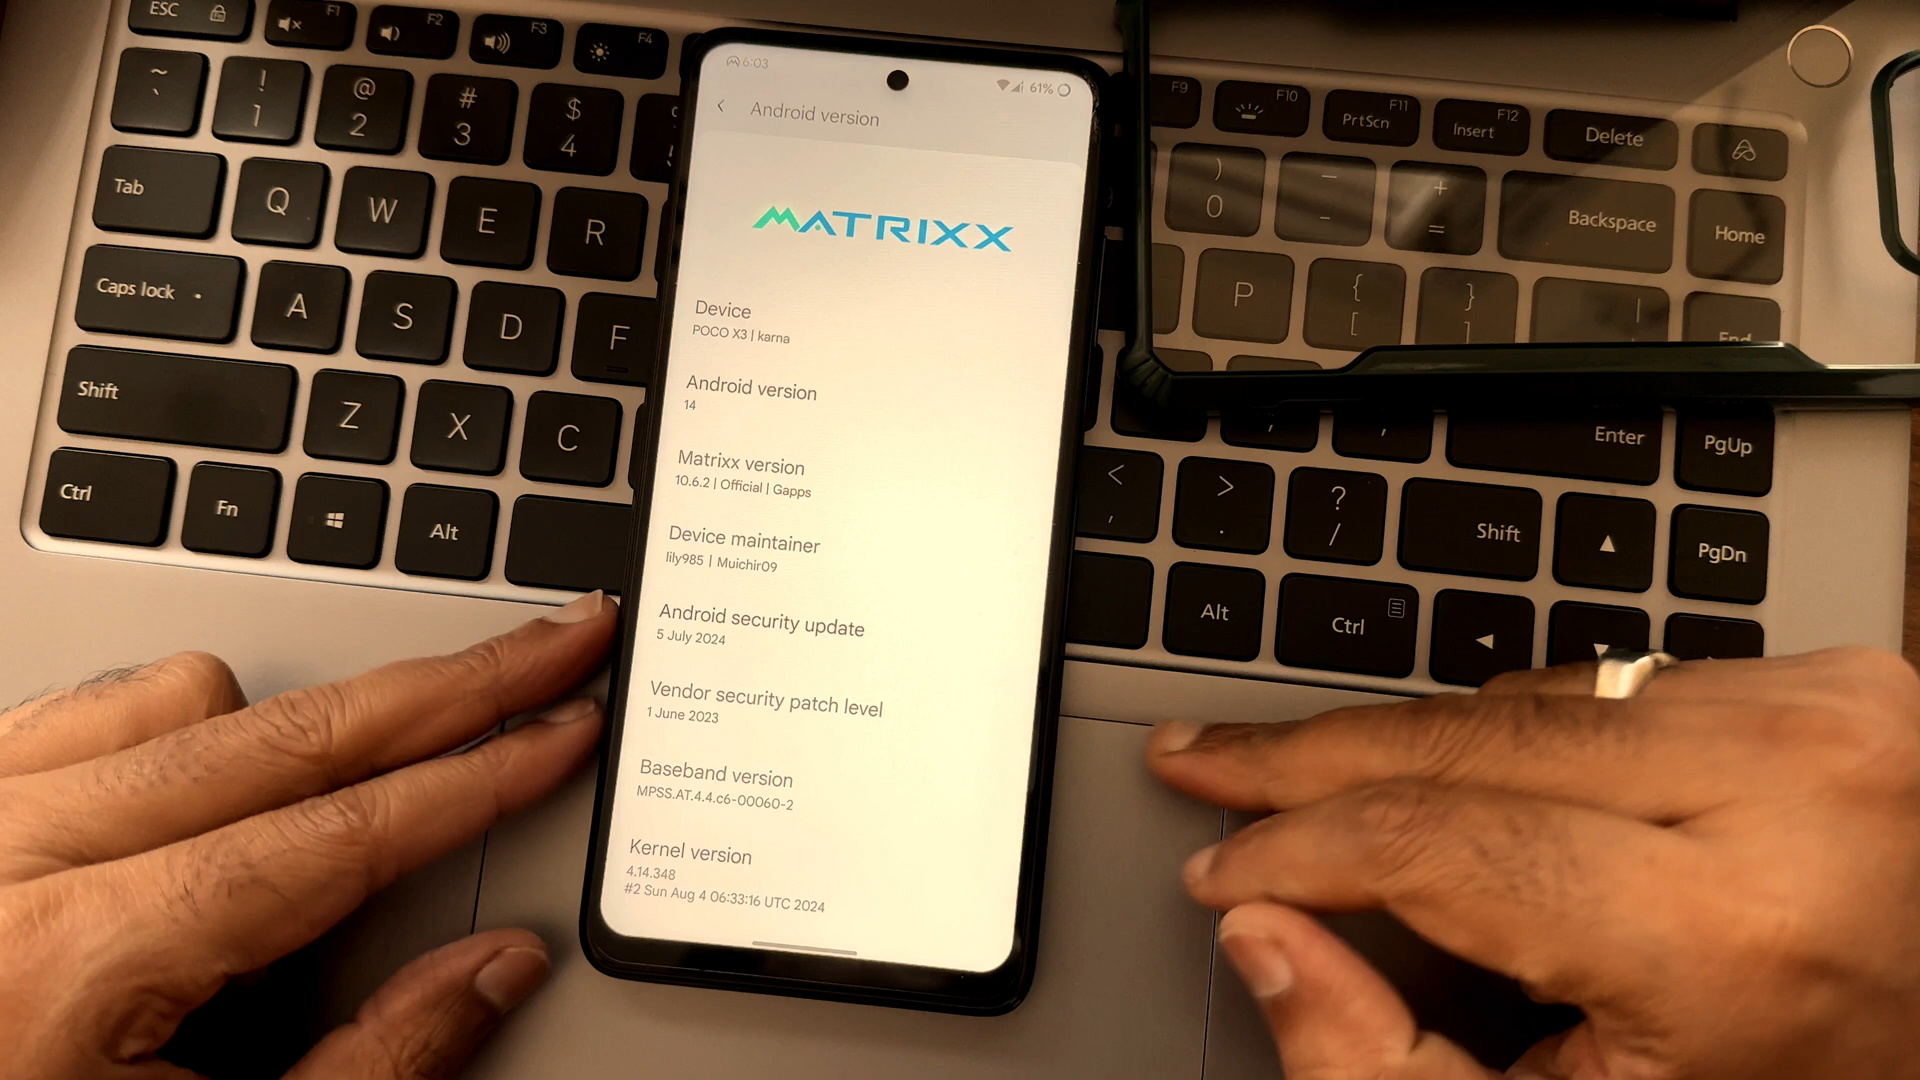 6:03
61%
Android version
MATRIXX
Device
POCO X3 | karna
Android version
14
Matrixx version
10.6.2 | Official | Gapps
Device maintainer
lily985 | Muichir09
Android security update
5 July 2024
Vendor security patch level
1 June 2023
Baseband version
MPSS.AT.4.4.c6-00060-2
Kernel version
4.14.348
#2 Sun Aug 4 06:33:16 UTC 2024
ESC F1 F2 F3 F4
~ ! @ # $
` 1 2 3 4
Tab Q W E R
Caps lock A S D F
Shift Z X C
Ctrl Fn Alt
F9 F10 F11 F12
PrtScn Insert Delete
) _ +
0 - = Backspace Home
P { } |
[ ] End
Enter PgUp
< > ?
, . / Shift PgDn
Alt Ctrl